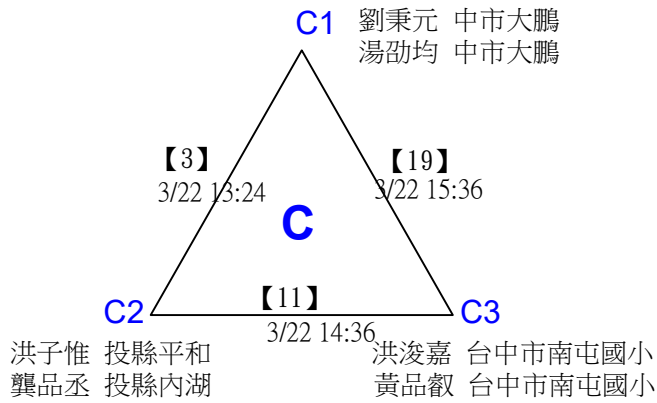 C1 劉秉元 中市大鵬
湯劭均 中市大鵬
【3】
3/22 13:24
【19】
3/22 15:36
C
【11】
3/22 14:36
C2
C3
洪子惟 投縣平和
龔品丞 投縣內湖
洪浚嘉 台中市南屯國小
黃品叡 台中市南屯國小